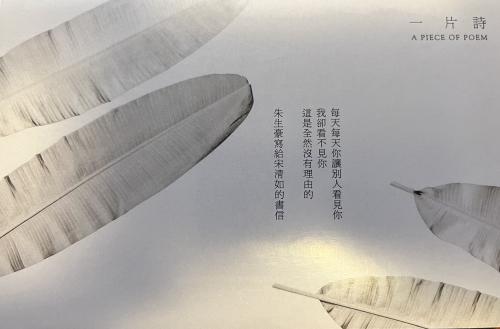 一片詩
A PIECE OF POEM
每天每天你讓別人看見你
我卻看不見你
這是全然沒有理由的
朱生豪寫給宋清如的書信